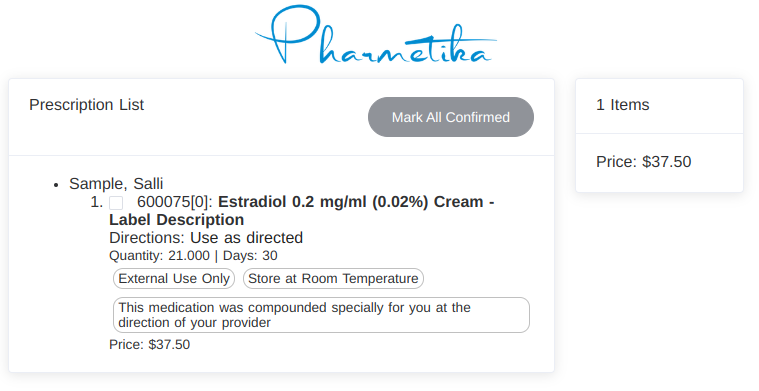 Pharmetika
Prescription List
Mark All Confirmed
Sample, Salli
1. 600075[0]: Estradiol 0.2 mg/ml (0.02%) Cream -
Label Description
Directions: Use as directed
Quantity: 21.000 | Days: 30
External Use Only
Store at Room Temperature
This medication was compounded specially for you at the
direction of your provider
Price: $37.50
1 Items
Price: $37.50